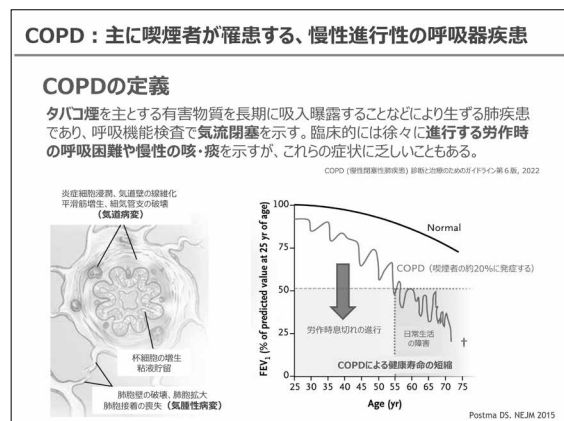 COPD：主に喫煙者が罹患する、慢性進行性の呼吸器疾患
COPDの定義
タバコ煙を主とする有害物質を長期に吸入曝露することなどにより生ずる肺疾患
であり、呼吸機能検査で気流閉塞を示す。臨床的には徐々に進行する労作時
の呼吸困難や慢性の咳・痰を示すが、これらの症状に乏しいこともある。
COPD (慢性閉塞性肺疾患) 診断と治療のためのガイドライン第6版, 2022
炎症細胞浸潤、気道壁の線維化
平滑筋増生、細気管支の破壊
(気道病変)
杯細胞の増生
粘液貯留
肺胞壁の破壊、肺胞拡大
肺胞接着の喪失 (気腫性病変)
FEV₁ (% of predicted value at 25 yr of age)
100
75
50
25
0
Normal
COPD (喫煙者の約20%に発症する)
労作時息切れの進行
日常生活
の障害
†
COPDによる健康寿命の短縮
25 30 35 40 45 50 55 60 65 70 75
Age (yr)
Postma DS. NEJM 2015